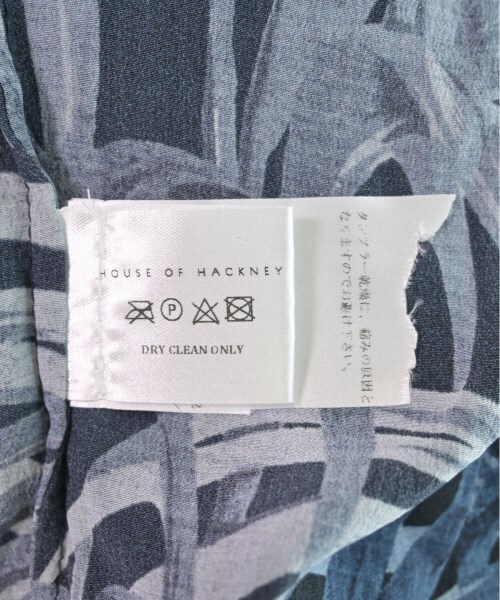 HOUSE OF HACKNEY
P
DRY CLEAN ONLY
タンブラー乾燥は、痛みの原因と
なりますのでお避け下さい。